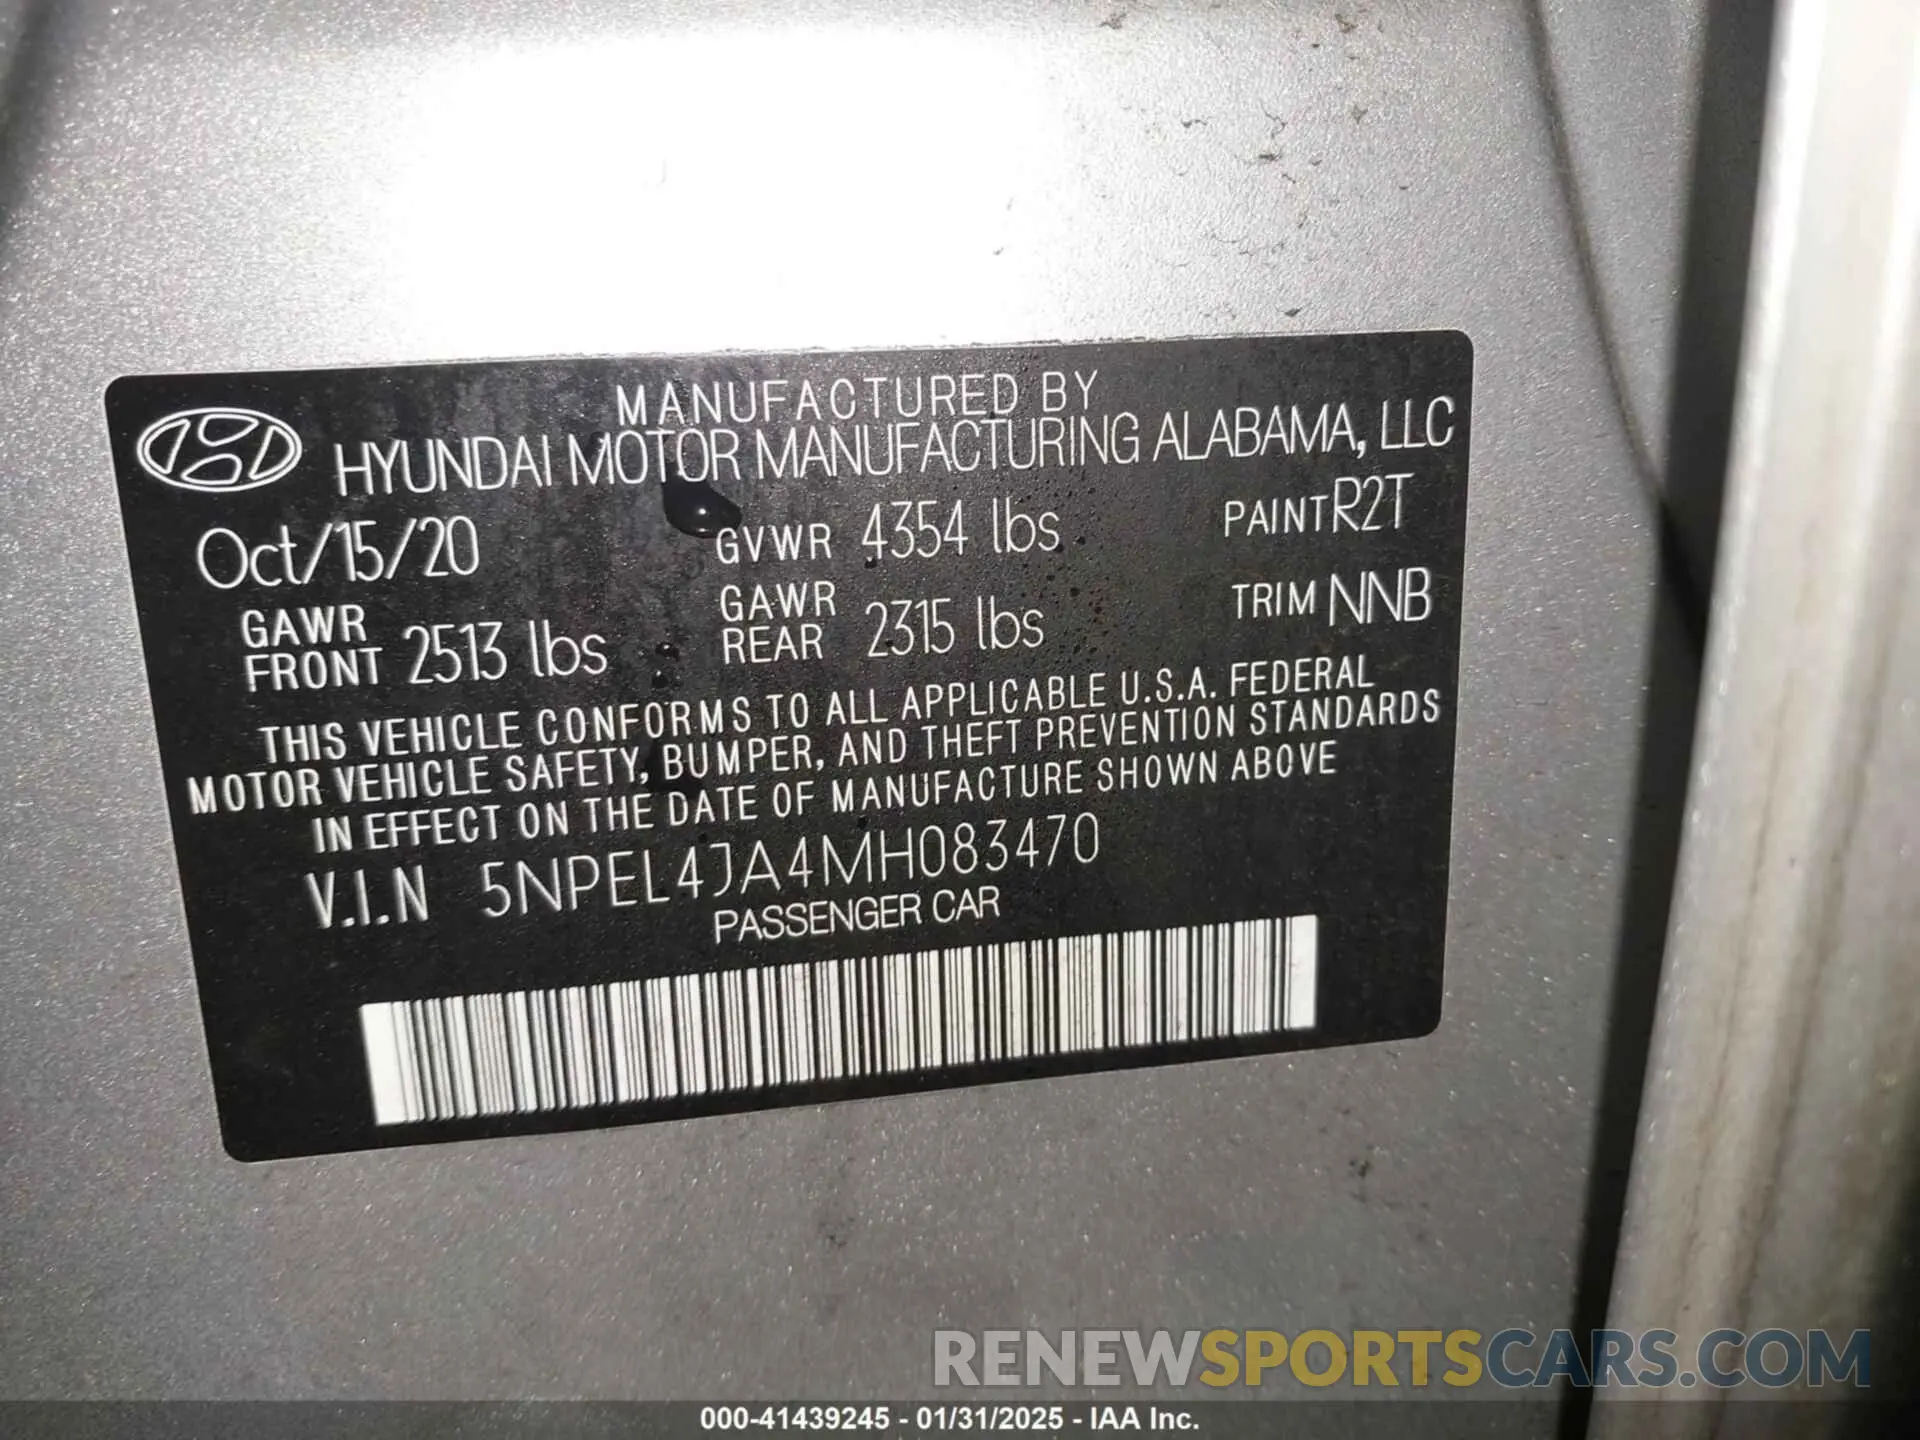 MANUFACTURED BY
HYUNDAI MOTOR MANUFACTURING ALABAMA, LLC
Oct/15/20 GVWR 4354 lbs PAINT R2T
GAWR FRONT 2513 lbs GAWR REAR 2315 lbs TRIM NNB
THIS VEHICLE CONFORMS TO ALL APPLICABLE U.S.A. FEDERAL
MOTOR VEHICLE SAFETY, BUMPER, AND THEFT PREVENTION STANDARDS
IN EFFECT ON THE DATE OF MANUFACTURE SHOWN ABOVE
V.I.N 5NPEL4JA4MH083470
PASSENGER CAR
RENEWSPORTSCARS.COM
000-41439245 - 01/31/2025 - IAA Inc.